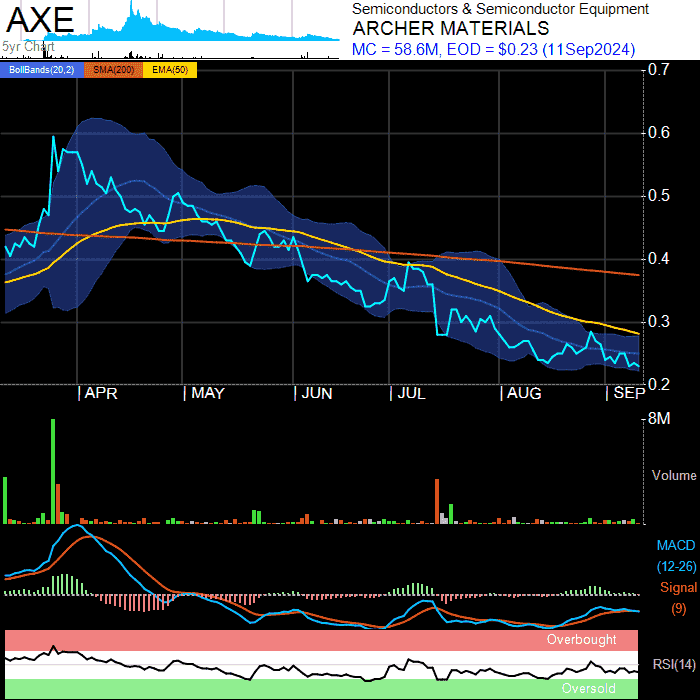 AXE
5yr Chart
Semiconductors & Semiconductor Equipment
ARCHER MATERIALS
MC = 58.6M, EOD = $0.23 (11Sep2024)
BollBands(20,2) SMA(200) EMA(50)
0.7
0.6
0.5
0.4
0.3
0.2
APR MAY JUN JUL AUG SEP
8M
Volume
MACD
(12-26)
Signal
(9)
Overbought
RSI(14)
Oversold